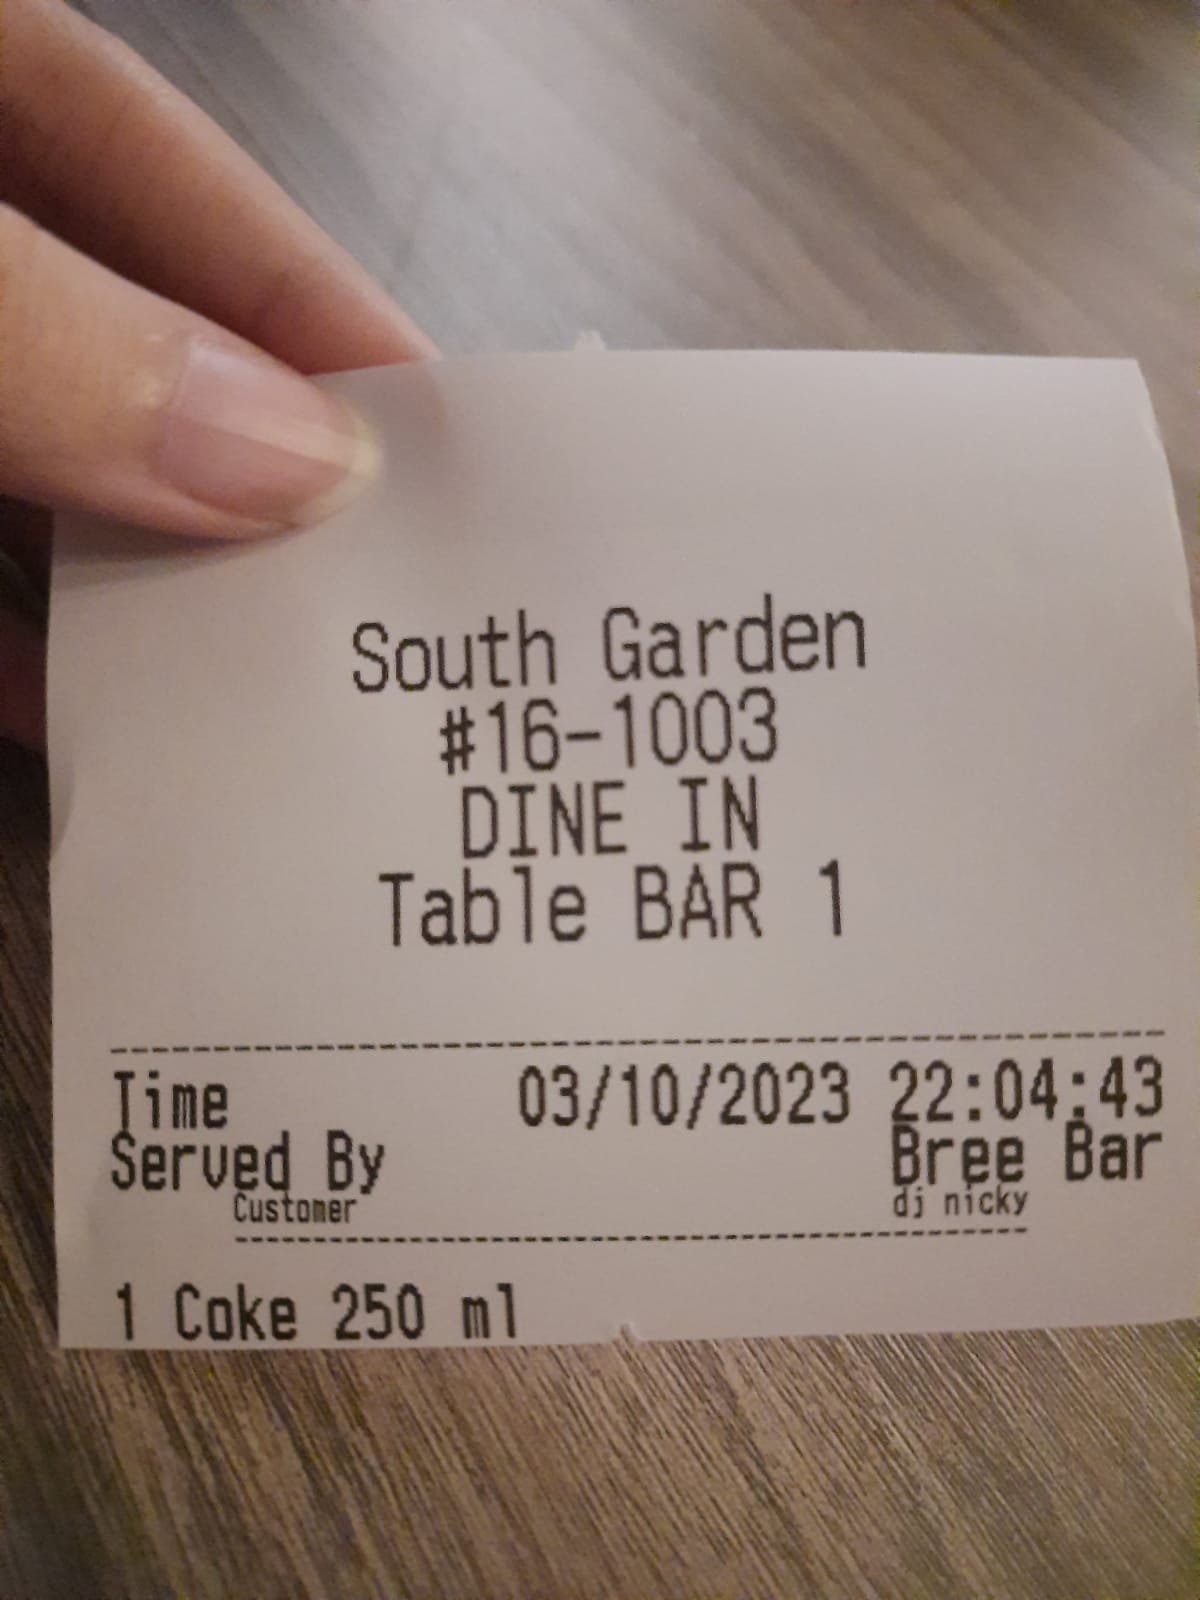 South Garden
#16-1003
DINE IN
Table BAR 1
Time 03/10/2023 22:04:43
Served By Bree Bar
Customer dj nicky
1 Coke 250 ml